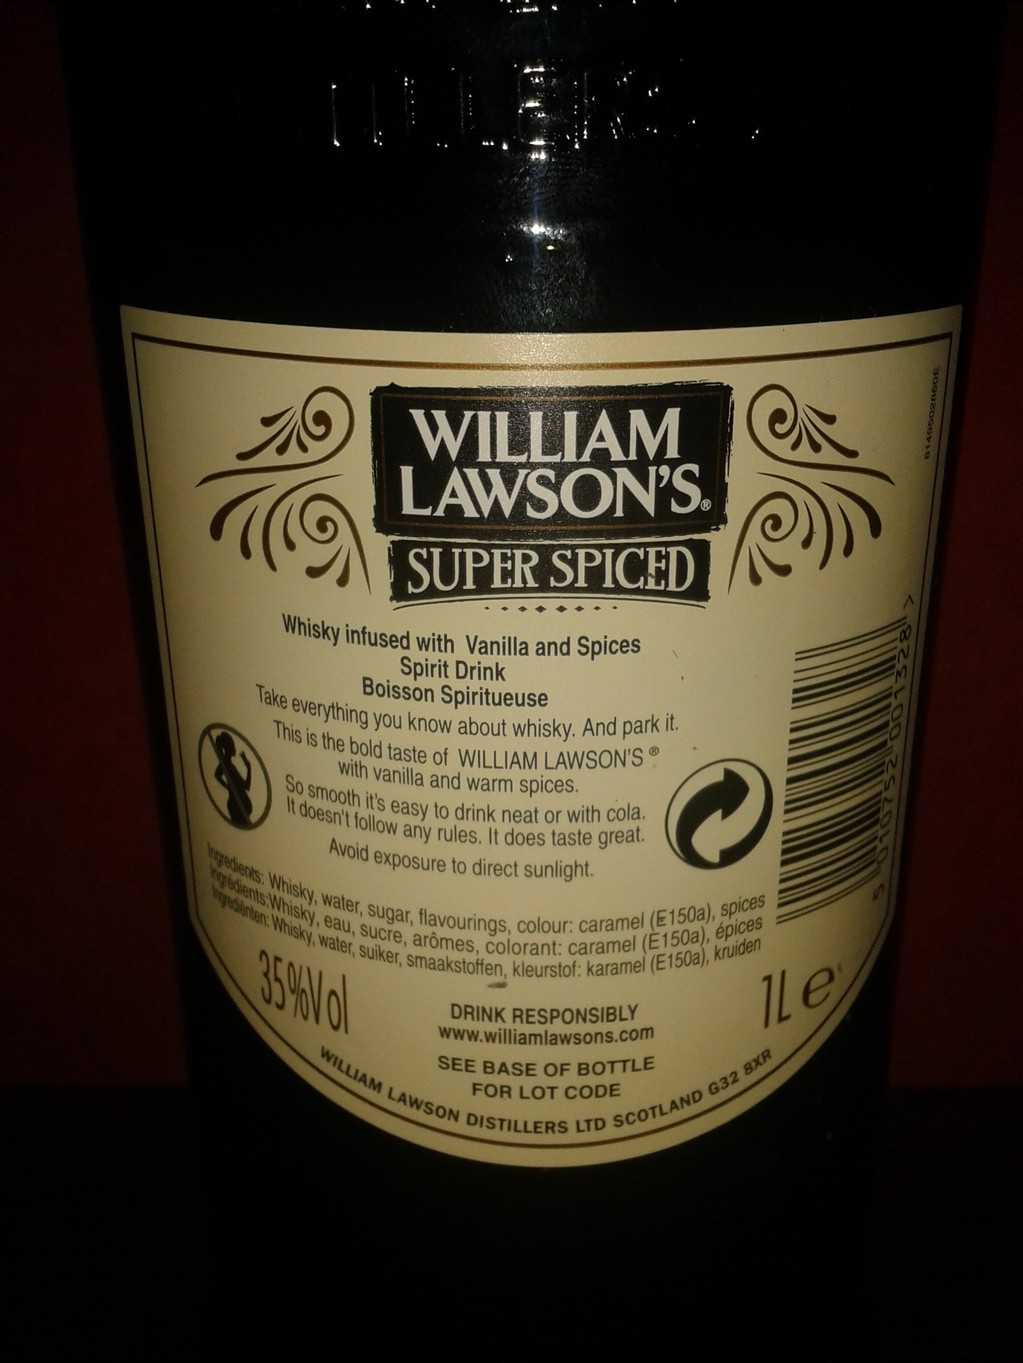 WILLIAM
LAWSON'S®
SUPER SPICED
Whisky infused with Vanilla and Spices
Spirit Drink
Boisson Spiritueuse
Take everything you know about whisky. And park it.
This is the bold taste of WILLIAM LAWSON'S ®
with vanilla and warm spices.
So smooth it's easy to drink neat or with cola.
It doesn't follow any rules. It does taste great.
Avoid exposure to direct sunlight.
Ingredients: Whisky, water, sugar, flavourings, colour: caramel (E150a), spices
Ingrédients:Whisky, eau, sucre, arômes, colorant: caramel (E150a), épices
Ingrediënten: Whisky, water, suiker, smaakstoffen, kleurstof: karamel (E150a), kruiden
35%Vol
1L e
DRINK RESPONSIBLY
www.williamlawsons.com
SEE BASE OF BOTTLE
FOR LOT CODE
WILLIAM LAWSON DISTILLERS LTD SCOTLAND G32 8XR
5 010752 001328 >